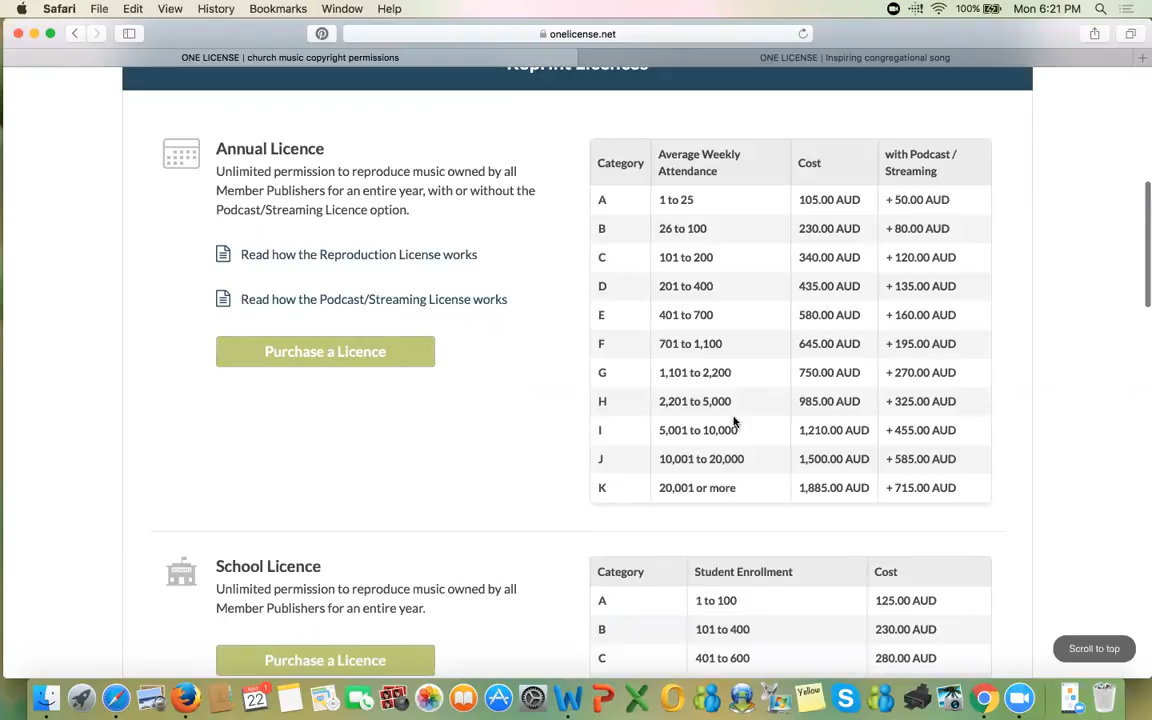 Safari File Edit View History Bookmarks Window Help 100% Mon 6:21 PM
onelicense.net
ONE LICENSE | church music copyright permissions ONE LICENSE | Inspiring congregational song
Reprint Licences
Annual Licence
Unlimited permission to reproduce music owned by all
Member Publishers for an entire year, with or without the
Podcast/Streaming Licence option.
Read how the Reproduction License works
Read how the Podcast/Streaming License works
Purchase a Licence
Category Average Weekly Attendance Cost with Podcast / Streaming
A 1 to 25 105.00 AUD + 50.00 AUD
B 26 to 100 230.00 AUD + 80.00 AUD
C 101 to 200 340.00 AUD + 120.00 AUD
D 201 to 400 435.00 AUD + 135.00 AUD
E 401 to 700 580.00 AUD + 160.00 AUD
F 701 to 1,100 645.00 AUD + 195.00 AUD
G 1,101 to 2,200 750.00 AUD + 270.00 AUD
H 2,201 to 5,000 985.00 AUD + 325.00 AUD
I 5,001 to 10,000 1,210.00 AUD + 455.00 AUD
J 10,001 to 20,000 1,500.00 AUD + 585.00 AUD
K 20,001 or more 1,885.00 AUD + 715.00 AUD
School Licence
Unlimited permission to reproduce music owned by all
Member Publishers for an entire year.
Purchase a Licence
Category Student Enrollment Cost
A 1 to 100 125.00 AUD
B 101 to 400 230.00 AUD
C 401 to 600 280.00 AUD
Scroll to top
22
Yellow